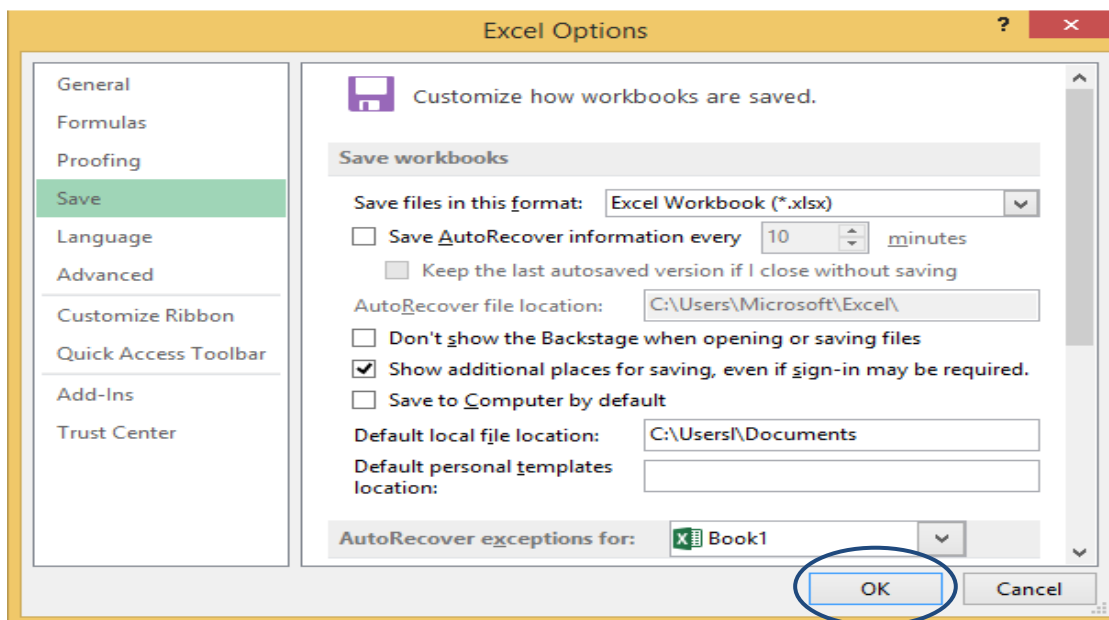 Excel Options
?
×
General
Formulas
Proofing
Save
Language
Advanced
Customize Ribbon
Quick Access Toolbar
Add-Ins
Trust Center
Customize how workbooks are saved.
Save workbooks
Save files in this format: Excel Workbook (*.xlsx)
Save AutoRecover information every 10 minutes
Keep the last autosaved version if I close without saving
AutoRecover file location: C:\Users\Microsoft\Excel\
Don't show the Backstage when opening or saving files
Show additional places for saving, even if sign-in may be required.
Save to Computer by default
Default local file location: C:\Usersl\Documents
Default personal templates
location:
AutoRecover exceptions for: Book1
OK Cancel